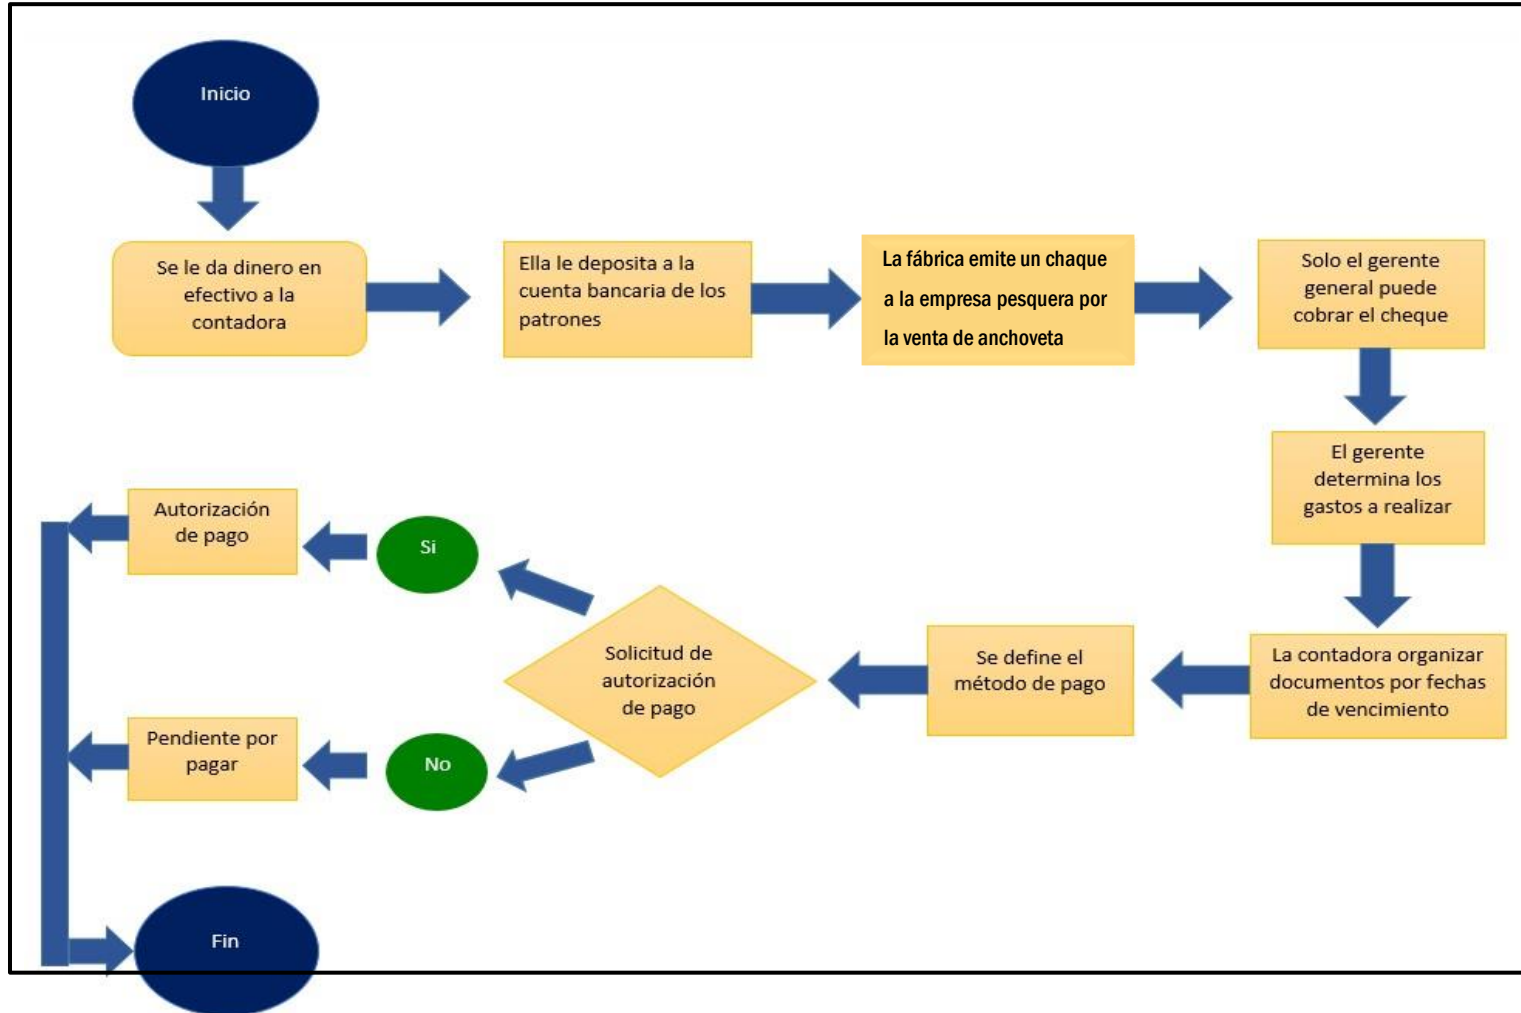 Inicio
Se le da dinero en
efectivo a la
contadora
Ella le deposita a la
cuenta bancaria de los
patrones
La fábrica emite un chaque
a la empresa pesquera por
la venta de anchoveta
Solo el gerente
general puede
cobrar el cheque
El gerente
determina los
gastos a realizar
La contadora organizar
documentos por fechas
de vencimiento
Se define el
método de pago
Solicitud de
autorización
de pago
Si
Autorización
de pago
No
Pendiente por
pagar
Fin